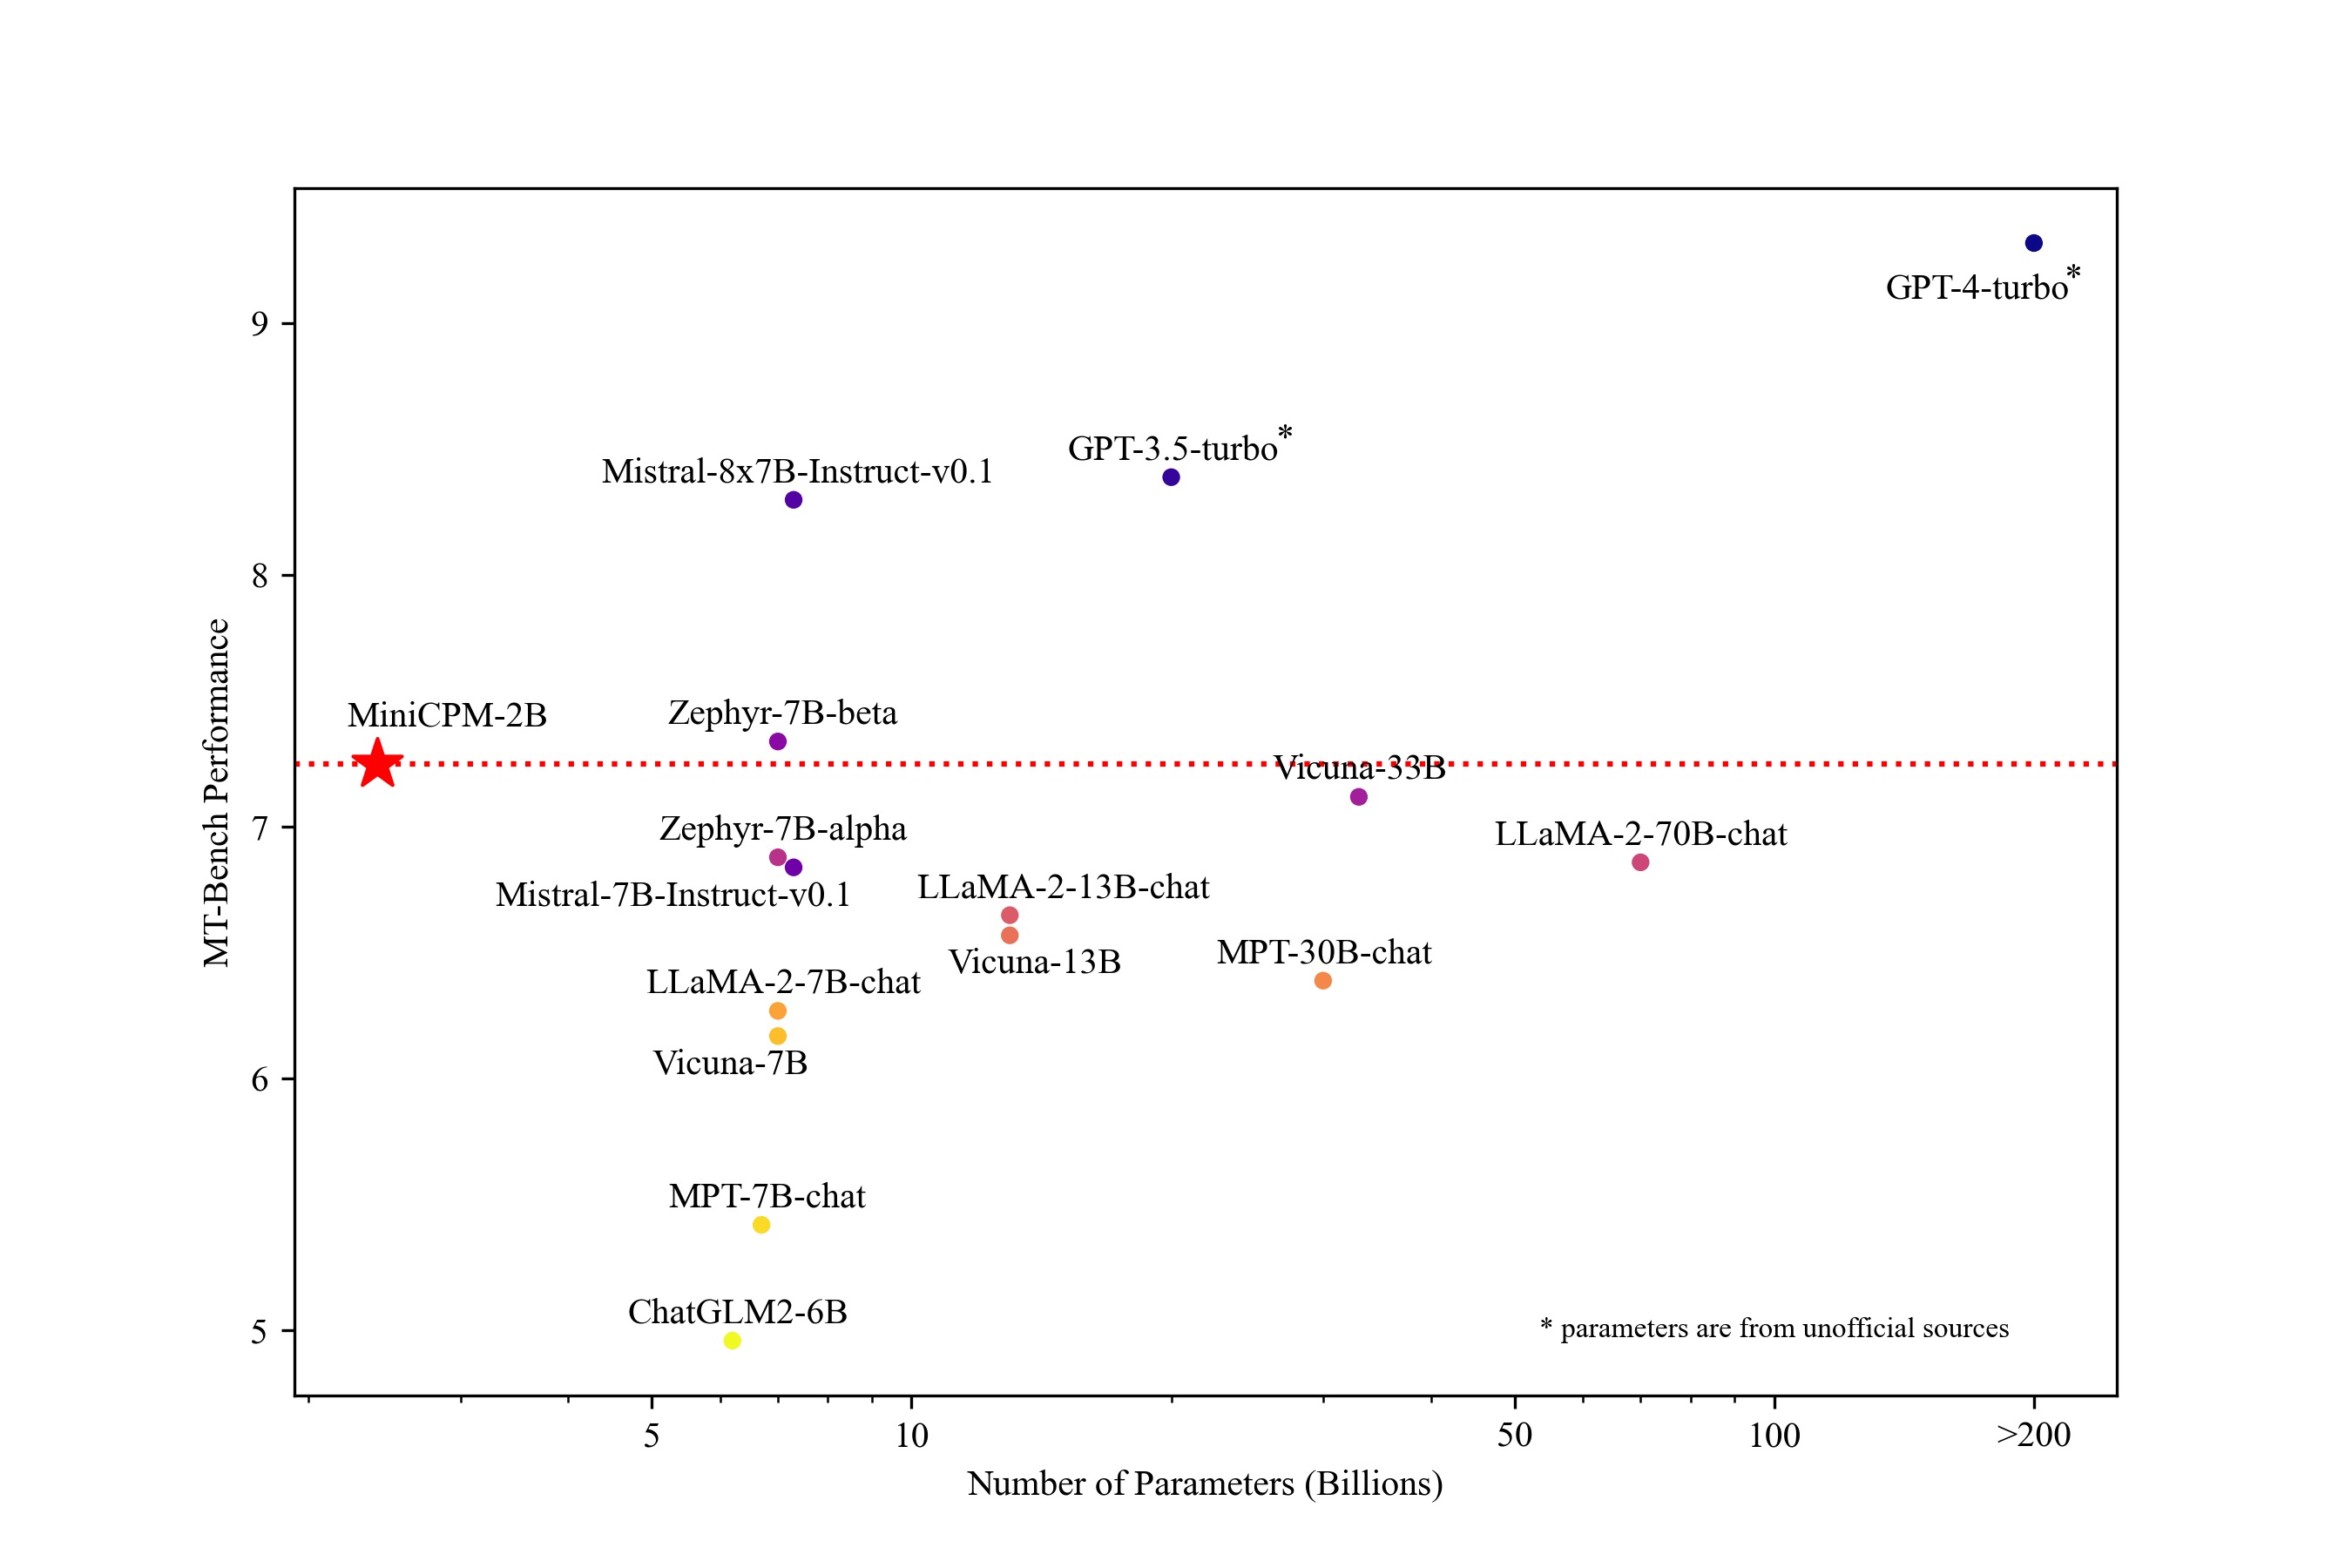 GPT-4-turbo*
9
GPT-3.5-turbo*
Mistral-8x7B-Instruct-v0.1
8
MiniCPM-2B
Zephyr-7B-beta
Vicuna-33B
7
Zephyr-7B-alpha
LLaMA-2-70B-chat
Mistral-7B-Instruct-v0.1
LLaMA-2-13B-chat
Vicuna-13B
MPT-30B-chat
LLaMA-2-7B-chat
Vicuna-7B
6
MPT-7B-chat
ChatGLM2-6B
5
* parameters are from unofficial sources
MT-Bench Performance
5 10 50 100 >200
Number of Parameters (Billions)